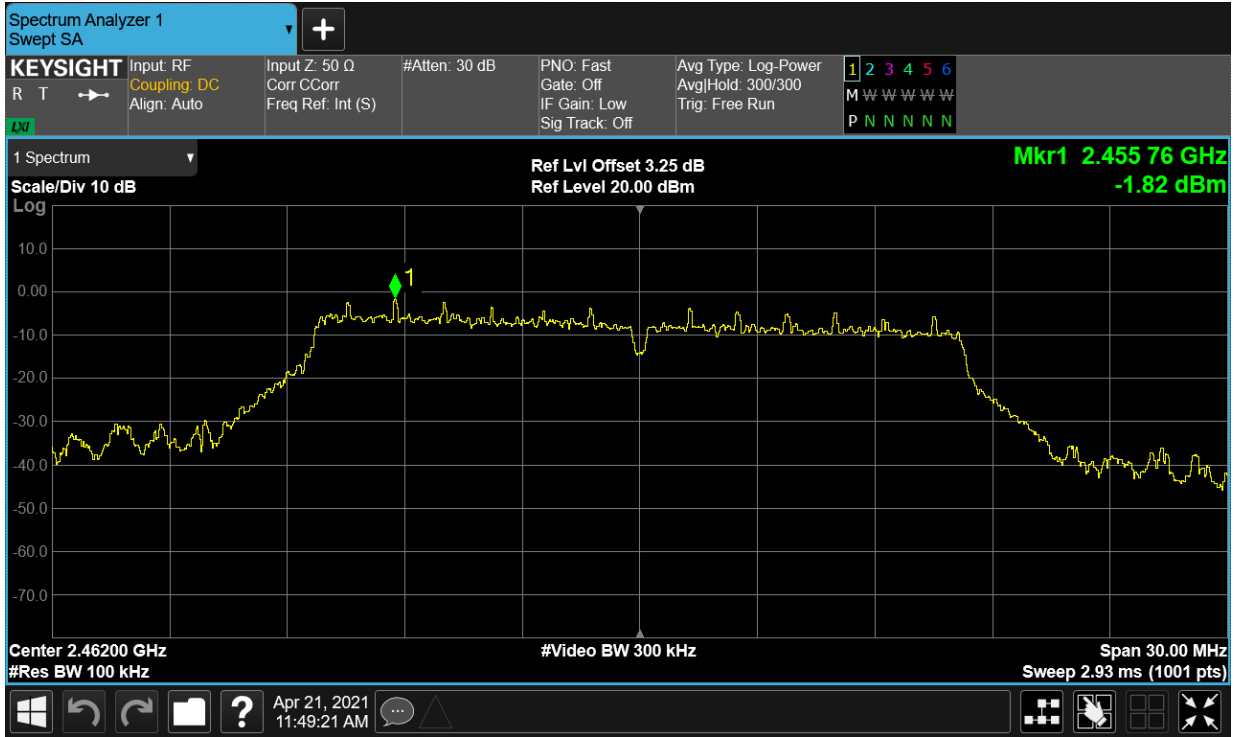 Spectrum Analyzer 1
Swept SA
KEYSIGHT
R T
LXI
Input: RF
Coupling: DC
Align: Auto
Input Z: 50 Ω
Corr CCorr
Freq Ref: Int (S)
#Atten: 30 dB
PNO: Fast
Gate: Off
IF Gain: Low
Sig Track: Off
Avg Type: Log-Power
Avg|Hold: 300/300
Trig: Free Run
1 2 3 4 5 6
M W W W W W
P N N N N N
1 Spectrum
Scale/Div 10 dB
Ref Lvl Offset 3.25 dB
Ref Level 20.00 dBm
Mkr1 2.455 76 GHz
-1.82 dBm
Log
1
10.0
0.00
-10.0
-20.0
-30.0
-40.0
-50.0
-60.0
-70.0
Center 2.46200 GHz
#Video BW 300 kHz
Span 30.00 MHz
#Res BW 100 kHz
Sweep 2.93 ms (1001 pts)
?
Apr 21, 2021
11:49:21 AM